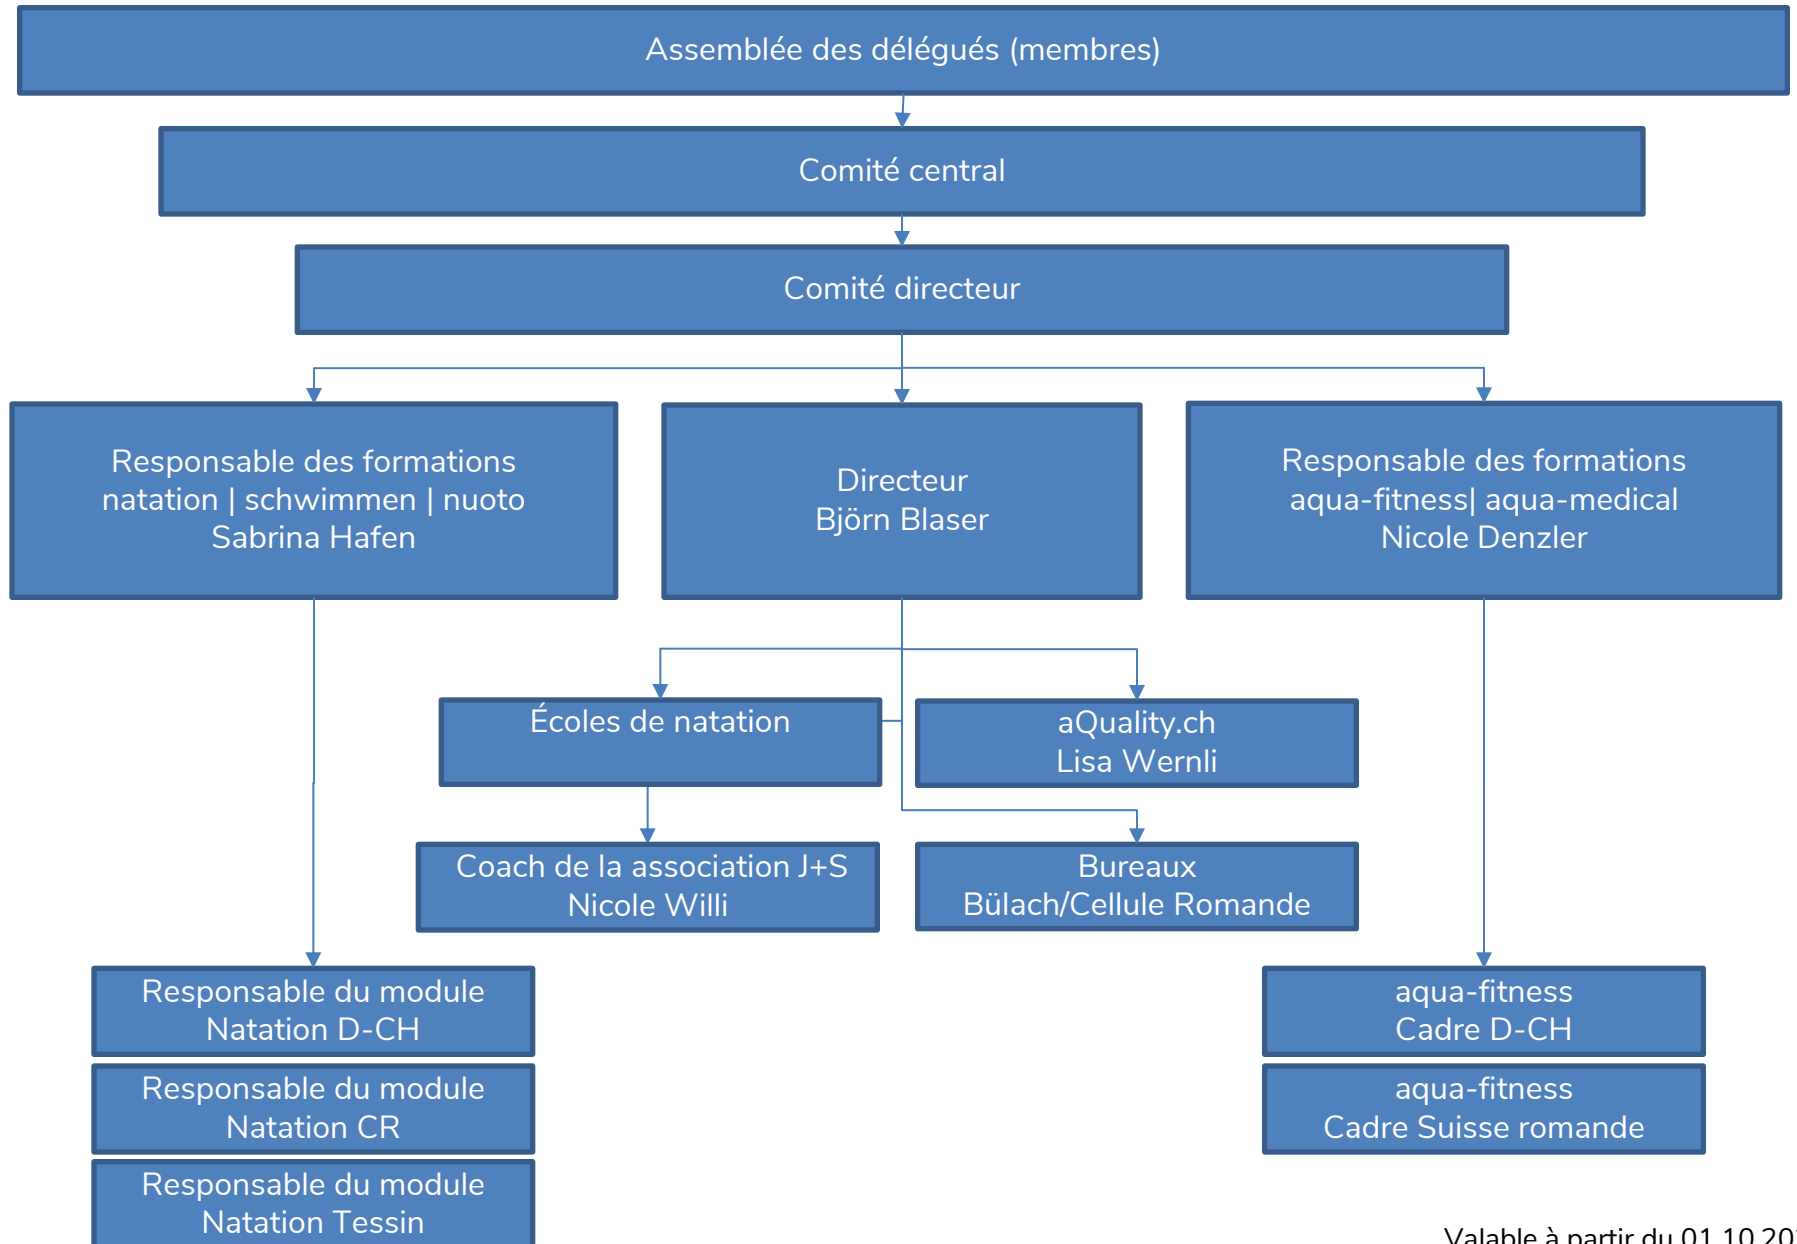 Assemblée des délégués (membres)
Comité central
Comité directeur
Responsable des formations
natation | schwimmen | nuoto
Sabrina Hafen
Directeur
Björn Blaser
Responsable des formations
aqua-fitness| aqua-medical
Nicole Denzler
Écoles de natation
aQuality.ch
Lisa Wernli
Coach de la association J+S
Nicole Willi
Bureaux
Bülach/Cellule Romande
Responsable du module
Natation D-CH
Responsable du module
Natation CR
Responsable du module
Natation Tessin
aqua-fitness
Cadre D-CH
aqua-fitness
Cadre Suisse romande
Valable à partir du 01.10.20